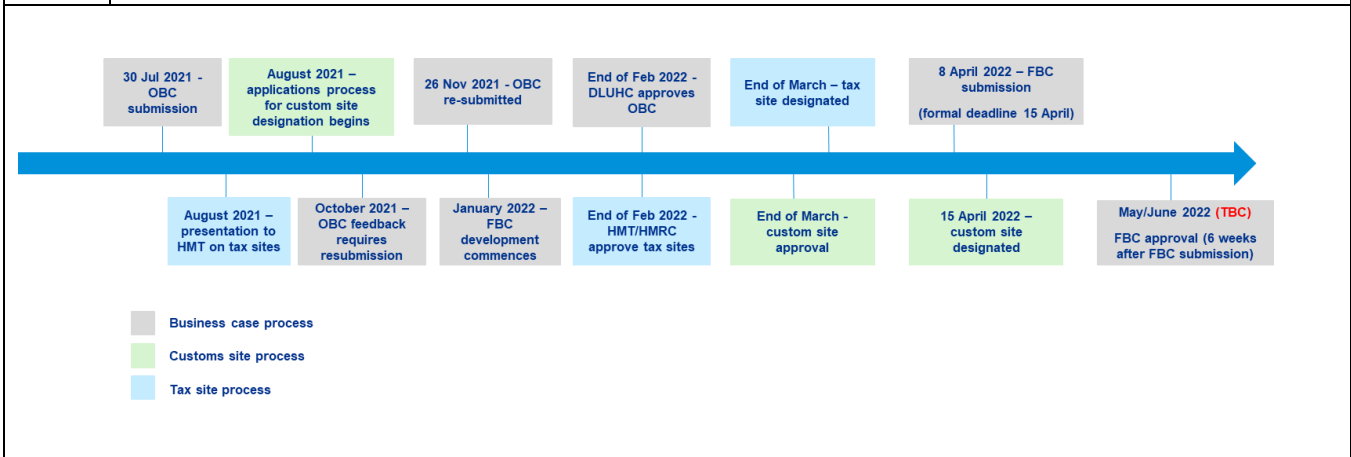 30 Jul 2021 -
OBC
submission
August 2021 –
applications process
for custom site
designation begins
26 Nov 2021 - OBC
re-submitted
End of Feb 2022 -
DLUHC approves
OBC
End of March – tax
site designated
8 April 2022 – FBC
submission
(formal deadline 15 April)
August 2021 –
presentation to
HMT on tax sites
October 2021 –
OBC feedback
requires
resubmission
January 2022 –
FBC
development
commences
End of Feb 2022 -
HMT/HMRC
approve tax sites
End of March -
custom site
approval
15 April 2022 –
custom site
designated
May/June 2022 (TBC)
FBC approval (6 weeks
after FBC submission)
Business case process
Customs site process
Tax site process